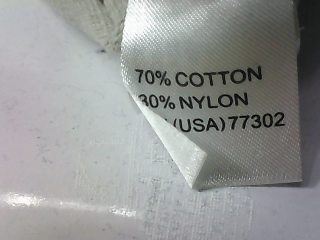 70% COTTON
30% NYLON
(USA) 77302